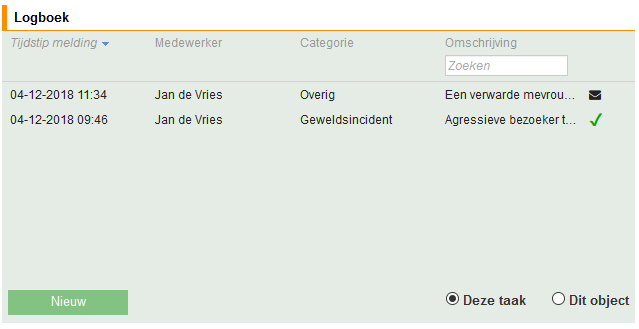 Logboek
Tijdstip melding Medewerker Categorie Omschrijving
Zoeken
04-12-2018 11:34 Jan de Vries Overig Een verwarde mevrou...
04-12-2018 09:46 Jan de Vries Geweldsincident Agressieve bezoeker t...
Nieuw Deze taak Dit object